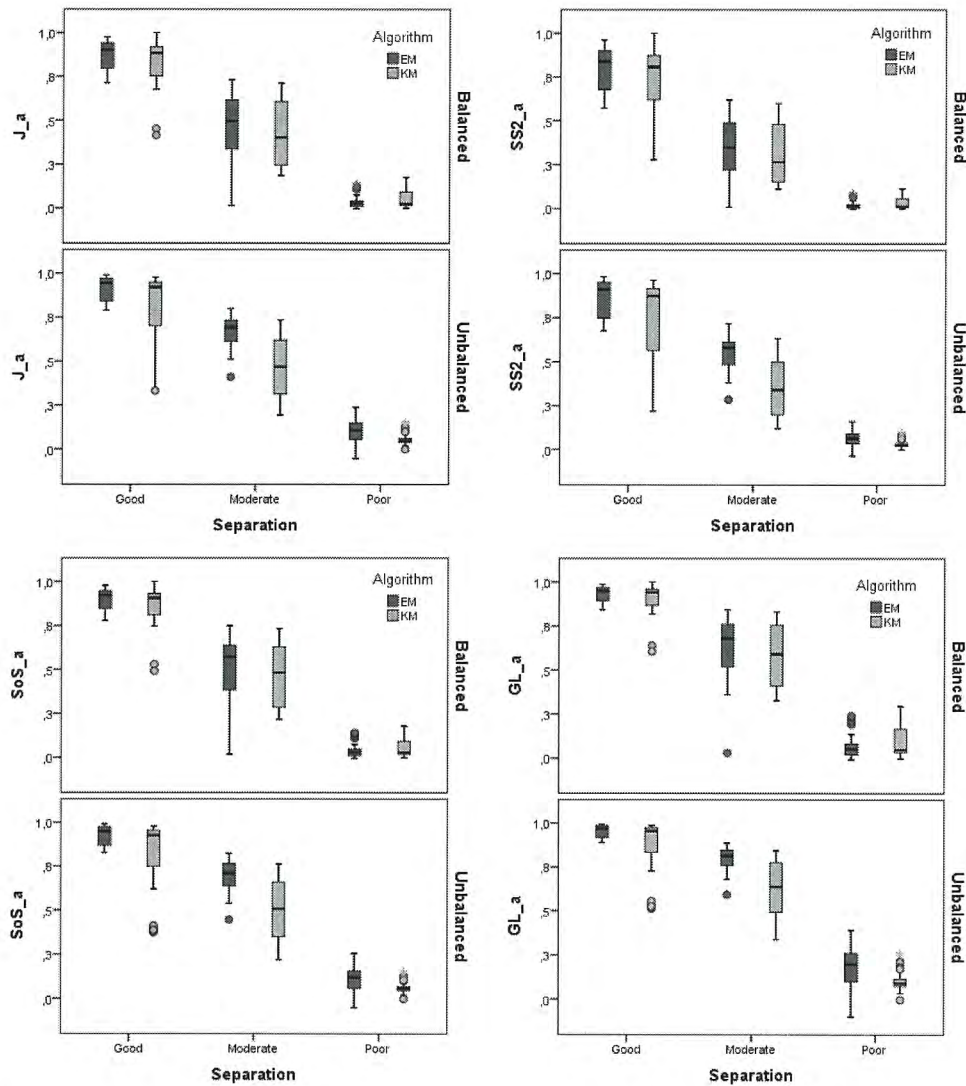 Algorithm
EM
KM
1,0
,8
,5
,3
,0
J_a
Balanced
1,0
,8
,5
,3
,0
J_a
Unbalanced
Good Moderate Poor
Separation
Algorithm
EM
KM
1,0
,8
,5
,3
,0
SS2_a
Balanced
1,0
,8
,5
,3
,0
SS2_a
Unbalanced
Good Moderate Poor
Separation
Algorithm
EM
KM
1,0
,8
,5
,3
,0
SoS_a
Balanced
1,0
,8
,5
,3
,0
SoS_a
Unbalanced
Good Moderate Poor
Separation
Algorithm
EM
KM
1,0
,8
,5
,3
,0
GL_a
Balanced
1,0
,8
,5
,3
,0
GL_a
Unbalanced
Good Moderate Poor
Separation